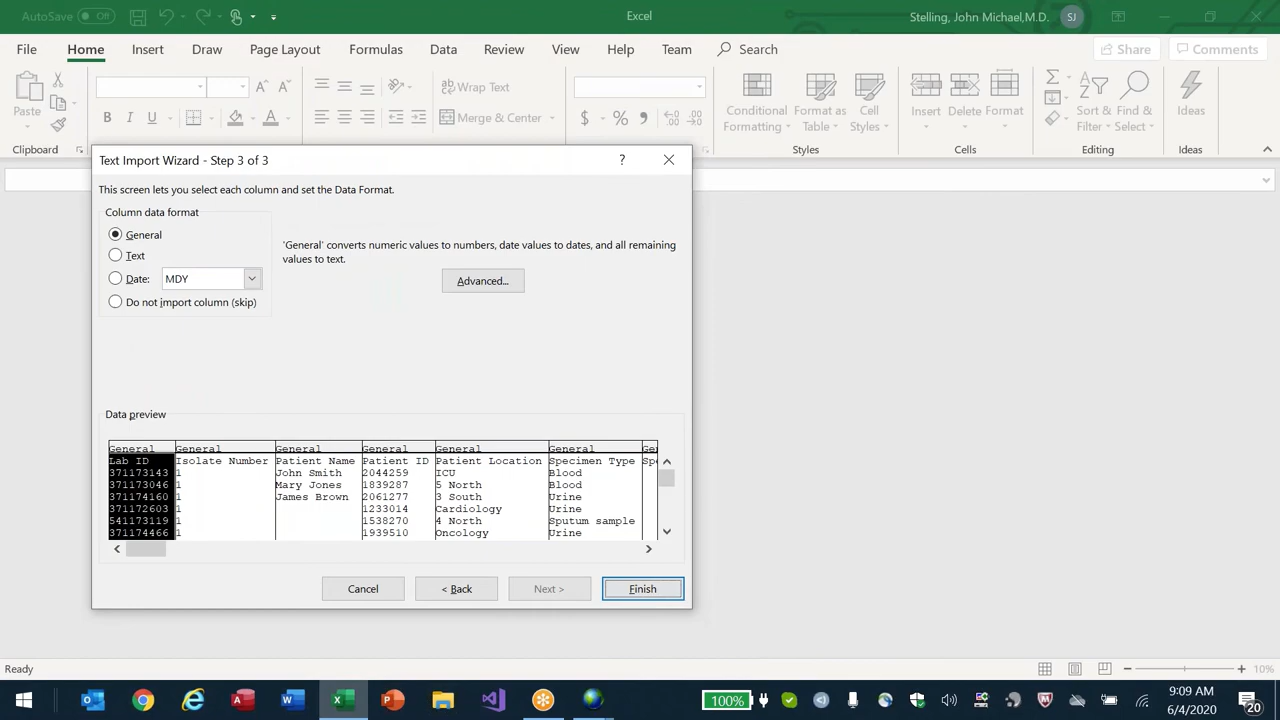 AutoSave Off Excel Stelling, John Michael,M.D. SJ
File Home Insert Draw Page Layout Formulas Data Review View Help Team Search Share Comments
Paste
Clipboard
B I U A
ab Wrap Text
Merge & Center
$ % 9
Conditional Formatting
Format as Table
Cell Styles
Styles
Insert Delete Format
Cells
Sort & Filter
Find & Select
Editing
Ideas
Ideas
Text Import Wizard - Step 3 of 3 ?
This screen lets you select each column and set the Data Format.
Column data format
General
Text
Date: MDY
Do not import column (skip)
'General' converts numeric values to numbers, date values to dates, and all remaining
values to text.
Advanced...
Data preview
General General General General General General Ge
Lab ID Isolate Number Patient Name Patient ID Patient Location Specimen Type Sp
371173143 1 John Smith 2044259 ICU Blood
371173046 1 Mary Jones 1839287 5 North Blood
371174160 1 James Brown 2061277 3 South Urine
371172603 1 1233014 Cardiology Urine
541173119 1 1538270 4 North Sputum sample
371174466 1 1939510 Oncology Urine
Cancel < Back Next > Finish
Ready 10%
100% 9:09 AM
6/4/2020 20